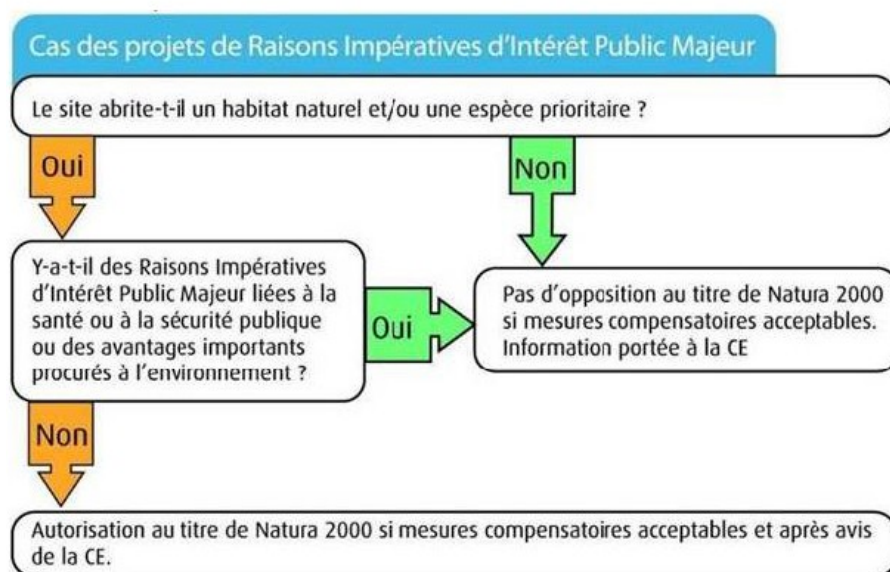 Cas des projets de Raisons Impératives d'Intérêt Public Majeur
Le site abrite-t-il un habitat naturel et/ou une espèce prioritaire ?
Oui
Non
Y-a-t-il des Raisons Impératives
d'Intérêt Public Majeur liées à la
santé ou à la sécurité publique
ou des avantages importants
procurés à l'environnement ?
Oui
Pas d'opposition au titre de Natura 2000
si mesures compensatoires acceptables.
Information portée à la CE
Non
Autorisation au titre de Natura 2000 si mesures compensatoires acceptables et après avis
de la CE.